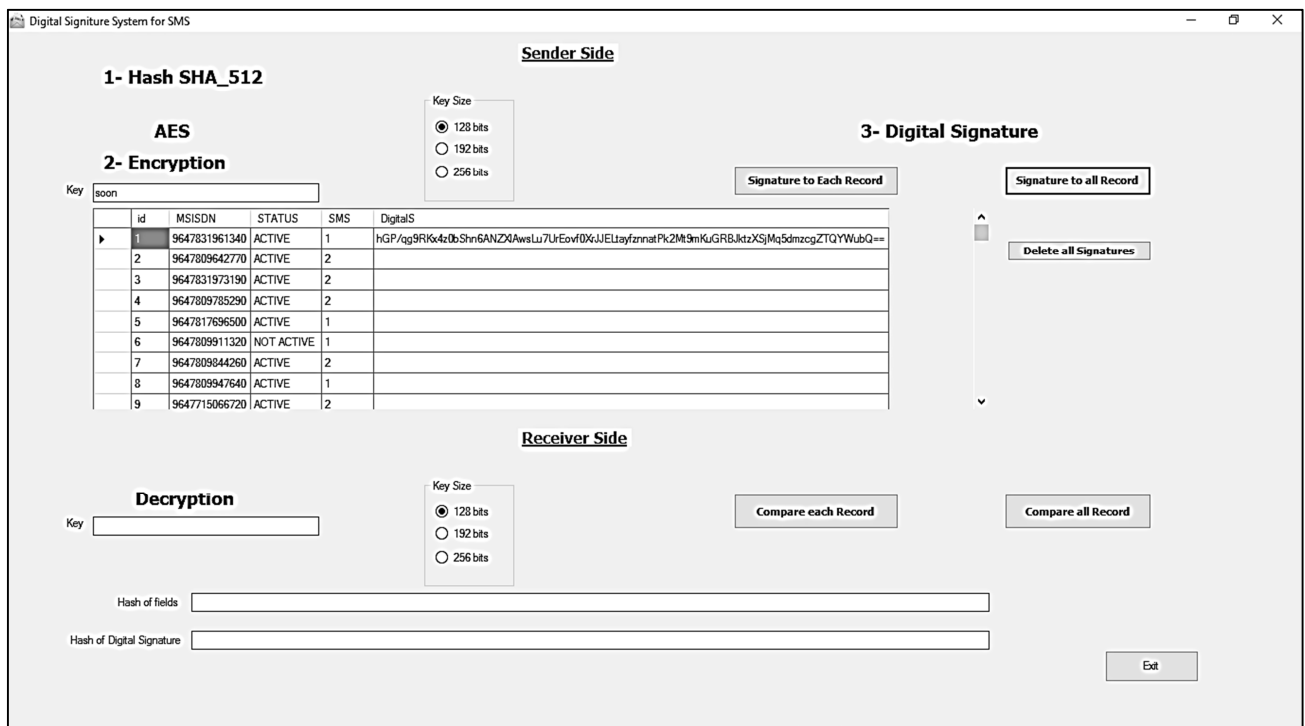 Digital Signiture System for SMS
Sender Side
1- Hash SHA_512
Key Size
128 bits
AES
3- Digital Signature
192 bits
2- Encryption
256 bits
Signature to Each Record
Signature to all Record
Key
soon
id MSISDN STATUS SMS DigitalS
1 9647831961340 ACTIVE 1
2 9647809642770 ACTIVE 2
Delete all Signatures
3 9647831973190 ACTIVE 2
4 9647809785290 ACTIVE 2
5 9647817696500 ACTIVE 1
6 9647809911320 NOT ACTIVE 1
7 9647809844260 ACTIVE 2
8 9647809947640 ACTIVE 1
9 9647715066720 ACTIVE 2
Receiver Side
Key Size
Decryption
128 bits
Compare each Record
Compare all Record
Key
192 bits
256 bits
Hash of fields
Hash of Digital Signature
Exit